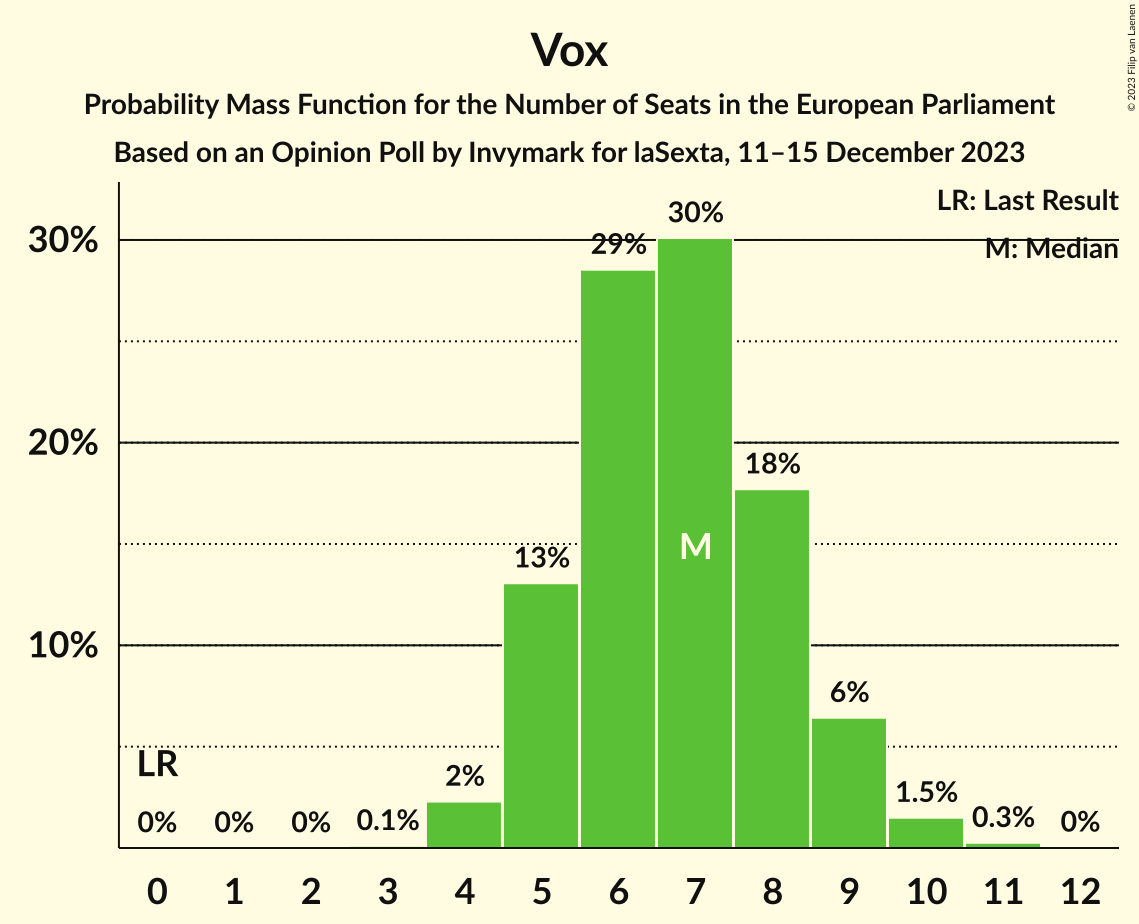 © 2023 Filip van Laenen
Vox
Probability Mass Function for the Number of Seats in the European Parliament
Based on an Opinion Poll by Invymark for laSexta, 11–15 December 2023
LR: Last Result
M: Median
30%
20%
10%
LR
0%
0%
0%
0.1%
2%
13%
29%
30%
M
18%
6%
1.5%
0.3%
0%
0 1 2 3 4 5 6 7 8 9 10 11 12